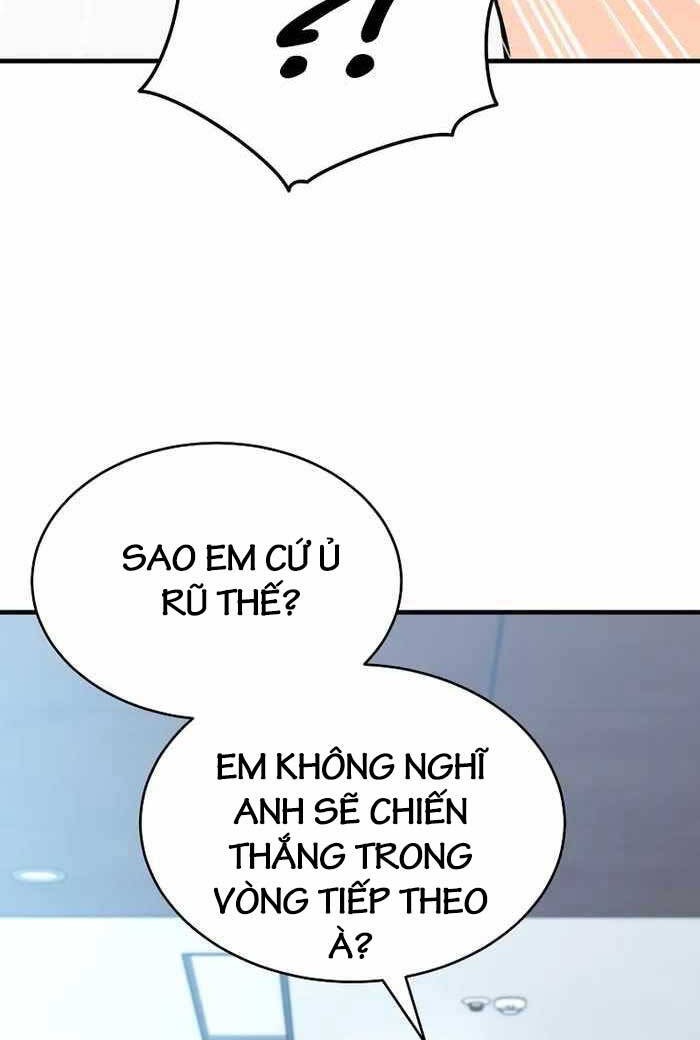 ?!
SAO EM CỨ Ủ
RŨ THẾ?
EM KHÔNG NGHĨ
ANH SẼ CHIẾN
THẮNG TRONG
VÒNG TIẾP THEO
À?